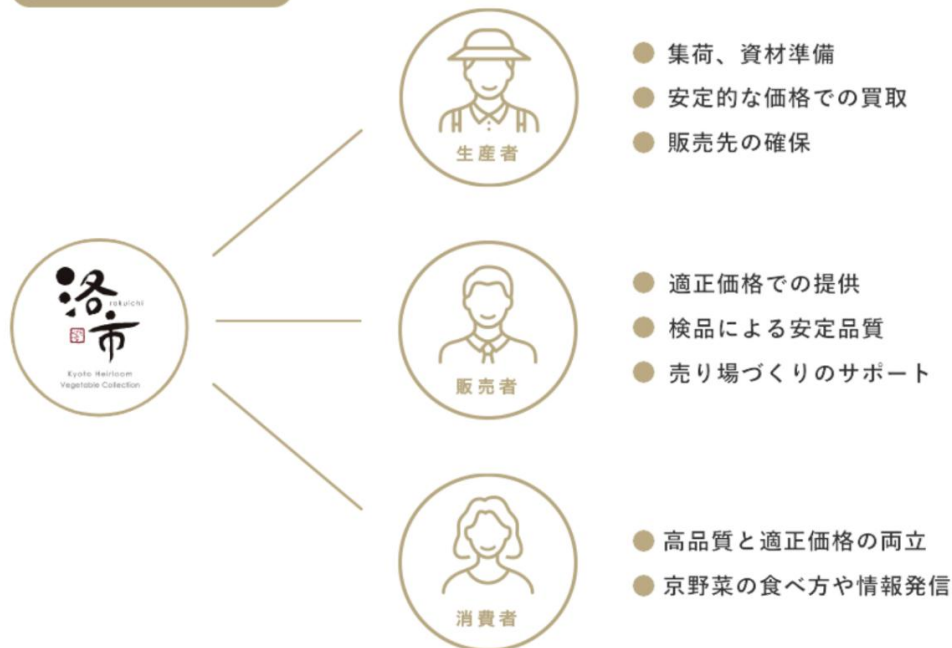 集荷、資材準備
安定的な価格での買取
販売先の確保
生産者
洛市
rakuichi
Kyoto Heirloom
Vegetable Collection
適正価格での提供
検品による安定品質
売り場づくりのサポート
販売者
高品質と適正価格の両立
京野菜の食べ方や情報発信
消費者